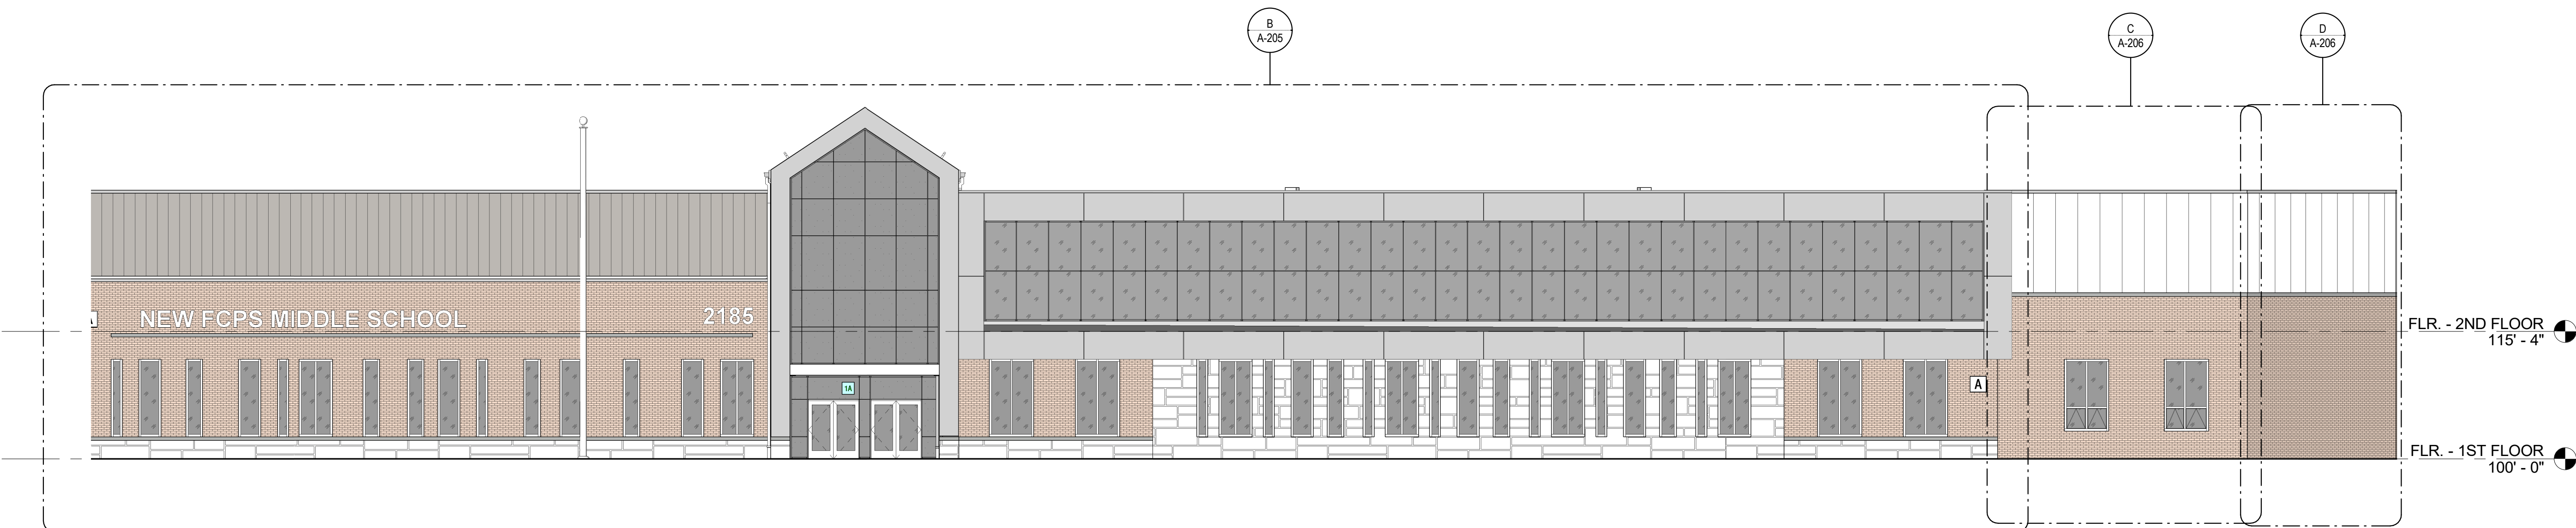 B
A-205
C
A-206
D
A-206
NEW FCPS MIDDLE SCHOOL
2185
FLR. - 2ND FLOOR
115' - 4"
1A
A
FLR. - 1ST FLOOR
100' - 0"